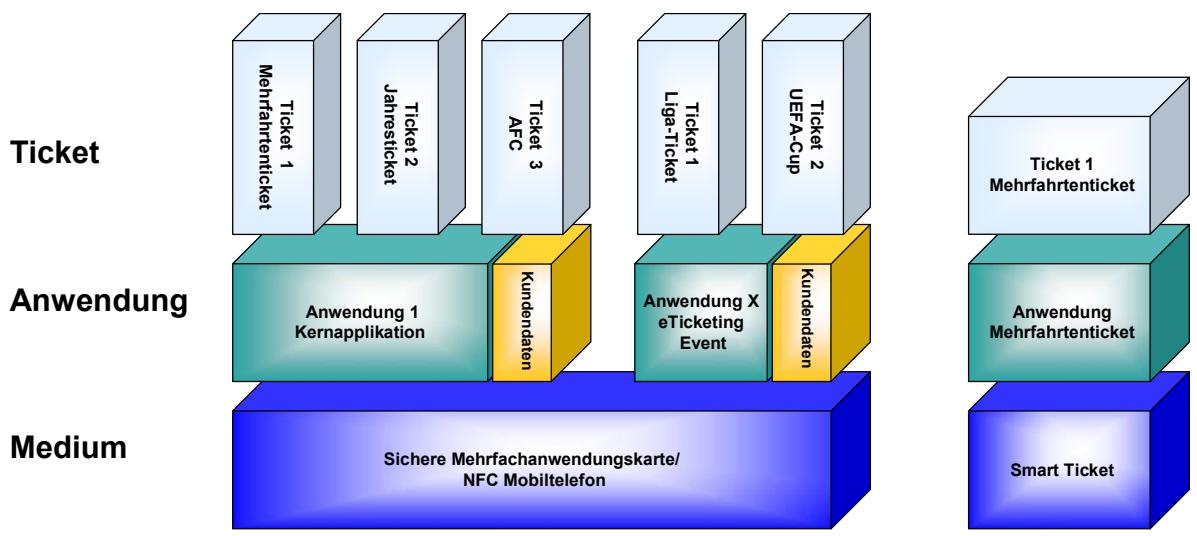 Ticket
Ticket 1
Mehrfahrtenticket
Ticket 2
Jahresticket
Ticket 3
AFC
Ticket 1
Liga-Ticket
Ticket 2
UEFA-Cup
Ticket 1
Mehrfahrtenticket
Anwendung
Anwendung 1
Kernapplikation
Kundendaten
Anwendung X
eTicketing
Event
Kundendaten
Anwendung
Mehrfahrtenticket
Medium
Sichere Mehrfachanwendungskarte/
NFC Mobiltelefon
Smart Ticket